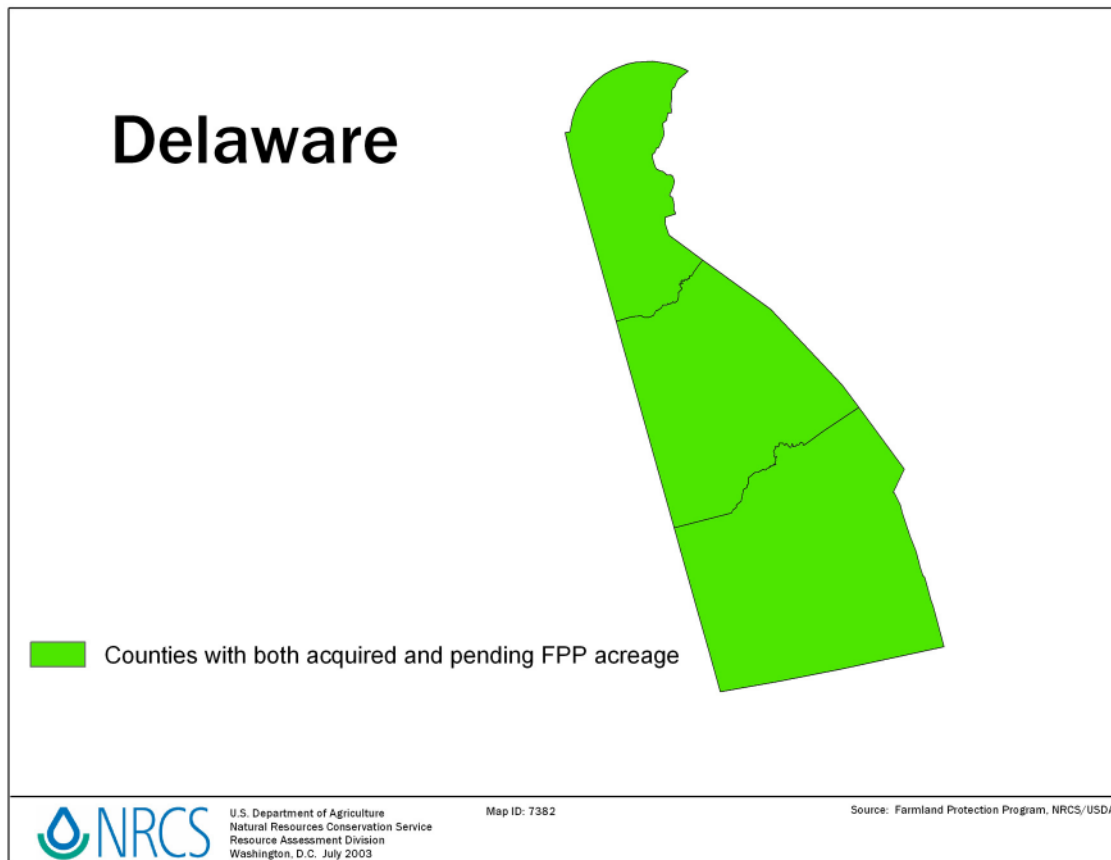 Delaware
Counties with both acquired and pending FPP acreage
NRCS
U.S. Department of Agriculture
Natural Resources Conservation Service
Resource Assessment Division
Washington, D.C. July 2003
Map ID: 7382
Source: Farmland Protection Program, NRCS/USDA